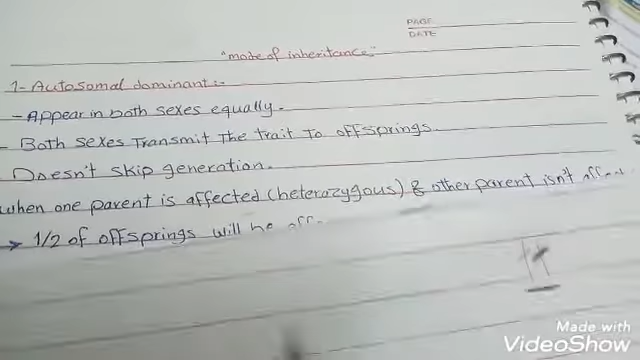 PAGE
DATE
"mode of inheritance"
1- Autosomal dominant:-
- Appear in both sexes equally.
- Both sexes Transmit The trait To offsprings.
Doesn't skip generation.
when one parent is affected (heterozygous) & other parent isn't
→ 1/2 of offsprings will be
Made with
VideoShow